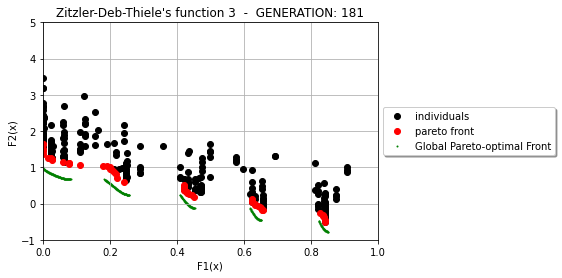 Zitzler-Deb-Thiele's function 3  -  GENERATION: 181
5
4
3
2
1
0
−1
F2(x)
0.0 0.2 0.4 0.6 0.8 1.0
F1(x)
individuals
pareto front
Global Pareto-optimal Front